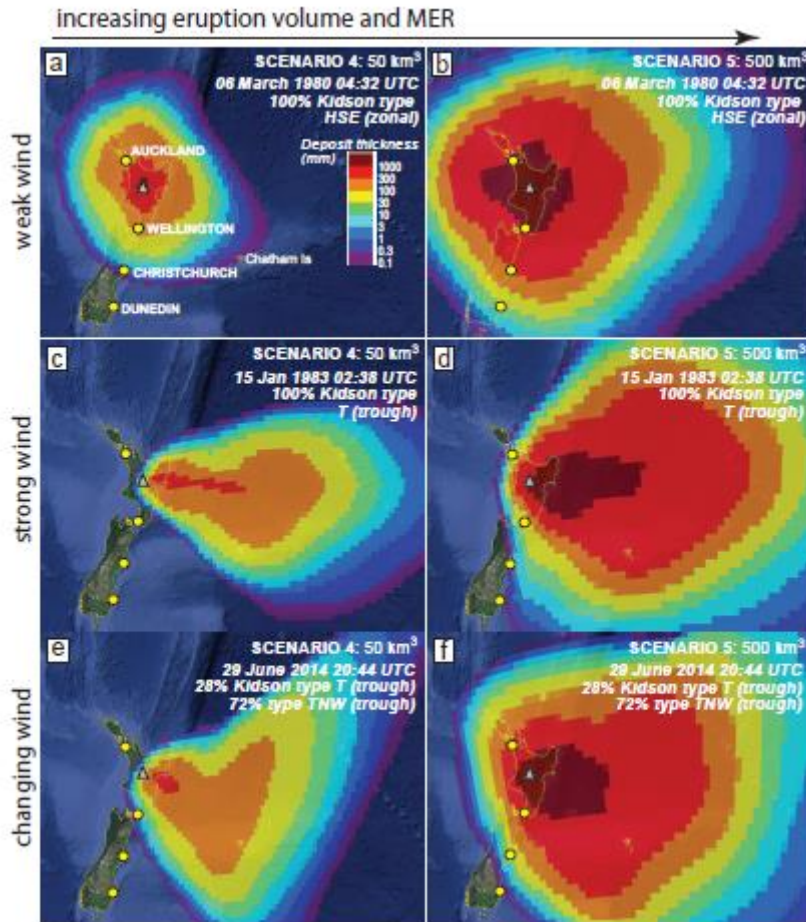 increasing eruption volume and MER
weak wind
a
SCENARIO 4: 50 km³
06 March 1980 04:32 UTC
100% Kidson type
HSE (zonal)
Deposit thickness
(mm)
1000
300
100
30
10
3
1
0.3
0.1
AUCKLAND
WELLINGTON
Chatham Is
CHRISTCHURCH
DUNEDIN
b
SCENARIO 5: 500 km³
06 March 1980 04:32 UTC
100% Kidson type
HSE (zonal)
strong wind
c
SCENARIO 4: 50 km³
15 Jan 1983 02:38 UTC
100% Kidson type
T (trough)
d
SCENARIO 5: 500 km³
15 Jan 1983 02:38 UTC
100% Kidson type
T (trough)
changing wind
e
SCENARIO 4: 50 km³
29 June 2014 20:44 UTC
28% Kidson type T (trough)
72% type TNW (trough)
f
SCENARIO 5: 500 km³
29 June 2014 20:44 UTC
28% Kidson type T (trough)
72% type TNW (trough)